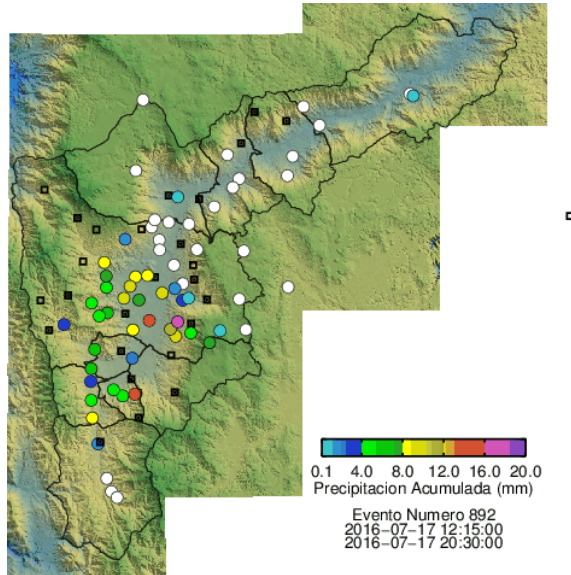 0.1 4.0 8.0 12.0 16.0 20.0
Precipitacion Acumulada (mm)
Evento Numero 892
2016-07-17 12:15:00
2016-07-17 20:30:00